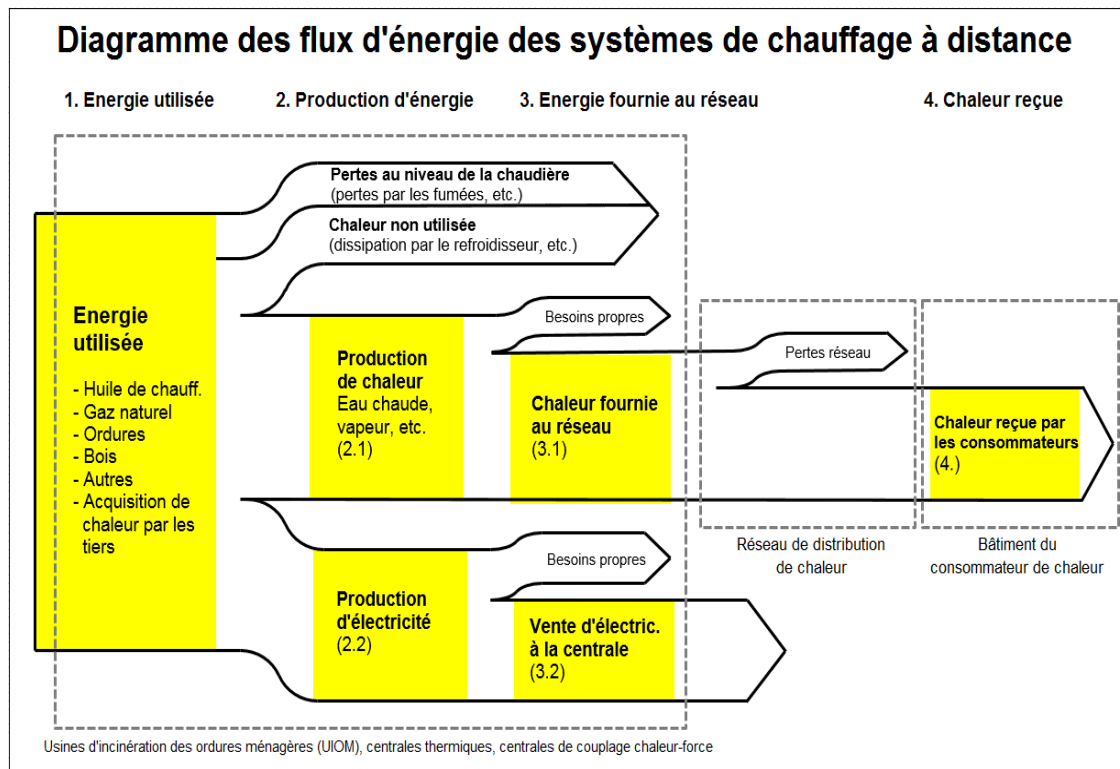 Diagramme des flux d'énergie des systèmes de chauffage à distance
1. Energie utilisée
2. Production d'énergie
3. Energie fournie au réseau
4. Chaleur reçue
Pertes au niveau de la chaudière
(pertes par les fumées, etc.)
Chaleur non utilisée
(dissipation par le refroidisseur, etc.)
Energie
utilisée
- Huile de chauff.
- Gaz naturel
- Ordures
- Bois
- Autres
- Acquisition de
chaleur par les
tiers
Production
de chaleur
Eau chaude,
vapeur, etc.
(2.1)
Besoins propres
Chaleur fournie
au réseau
(3.1)
Pertes réseau
Chaleur reçue par
les consommateurs
(4.)
Réseau de distribution
de chaleur
Bâtiment du
consommateur de chaleur
Production
d'électricité
(2.2)
Besoins propres
Vente d'électric.
à la centrale
(3.2)
Usines d'incinération des ordures ménagères (UIOM), centrales thermiques, centrales de couplage chaleur-force